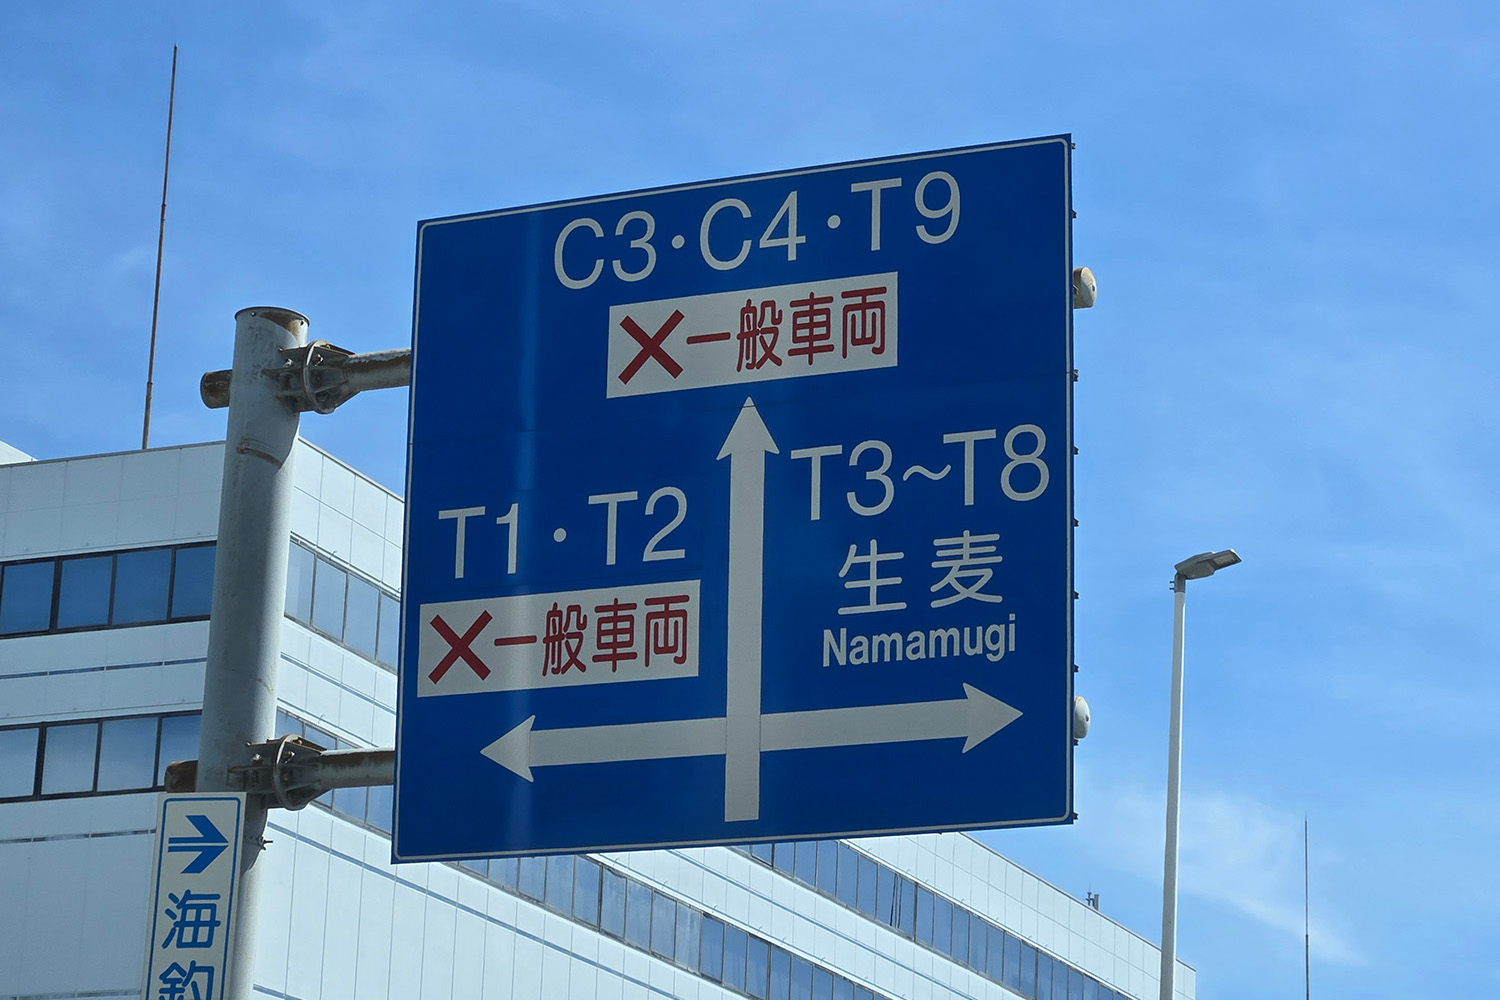 C3・C4・T9
×一般車両
T3～T8
生麦
Namamugi
T1・T2
×一般車両
→
海
釣